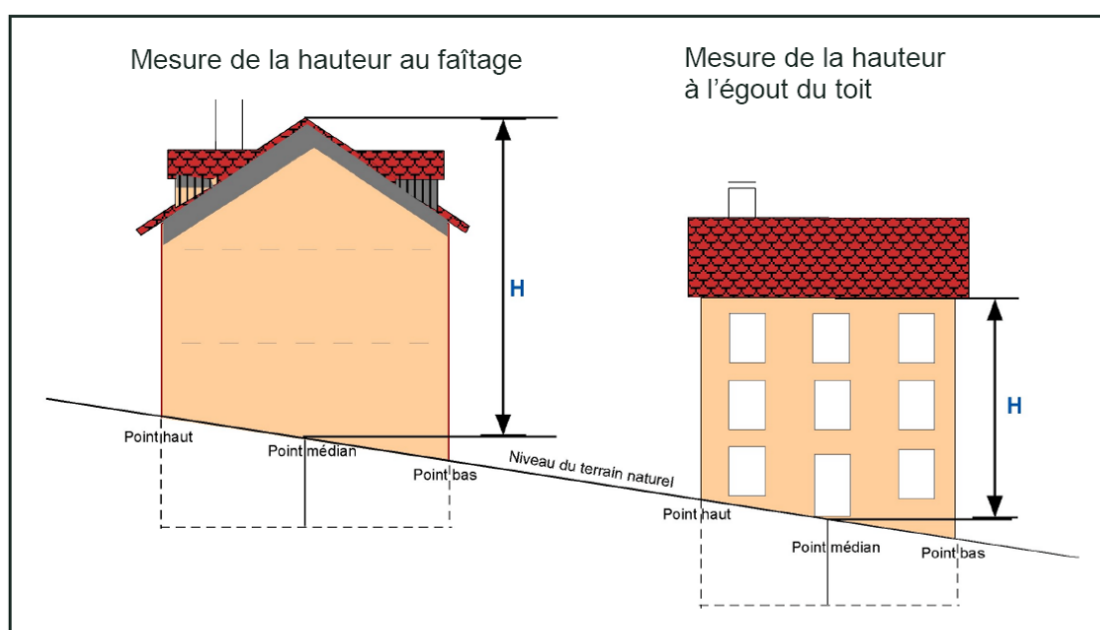 Mesure de la hauteur au faîtage
Mesure de la hauteur
à l'égout du toit
H
Point haut
Point médian
Point bas
Niveau du terrain naturel
H
Point haut
Point médian
Point bas